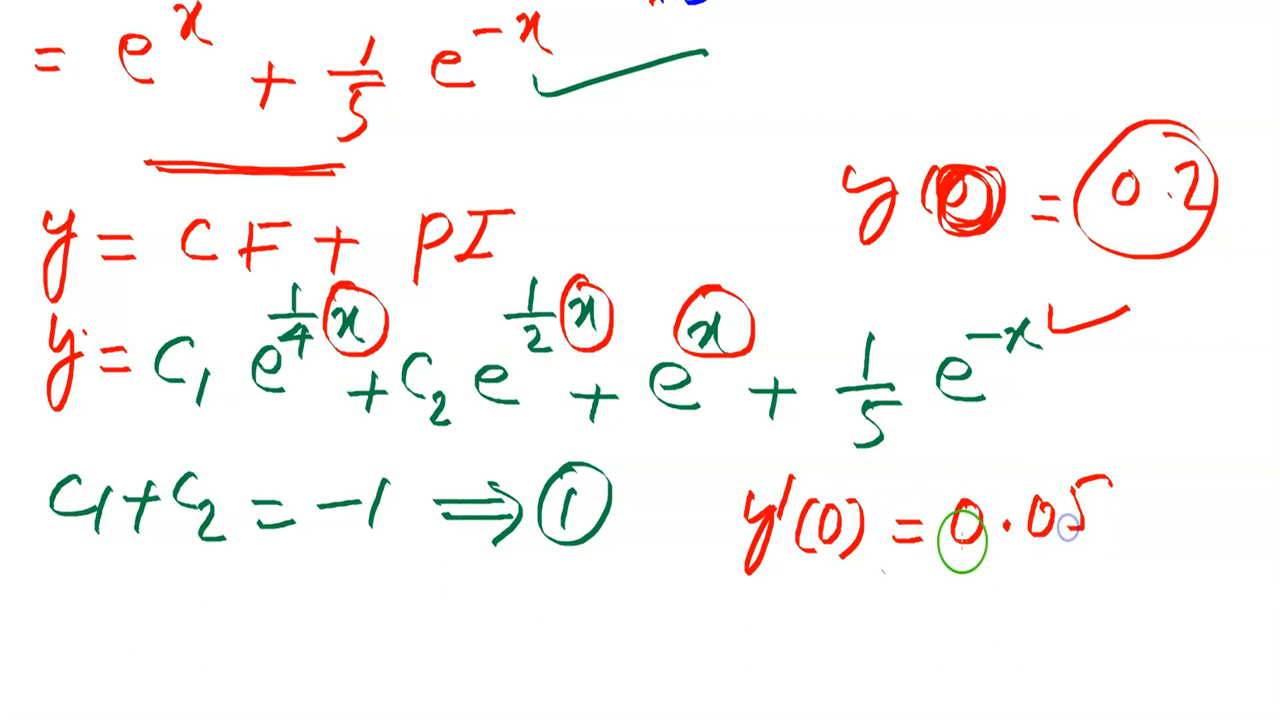 = e^x + 1/5 e^-x
y(0) = 0.2
y = CF + PI
y = C1 e^1/4 x + C2 e^1/2 x + e^x + 1/5 e^-x
C1 + C2 = -1 ⟹ ①
y'(0) = 0.05